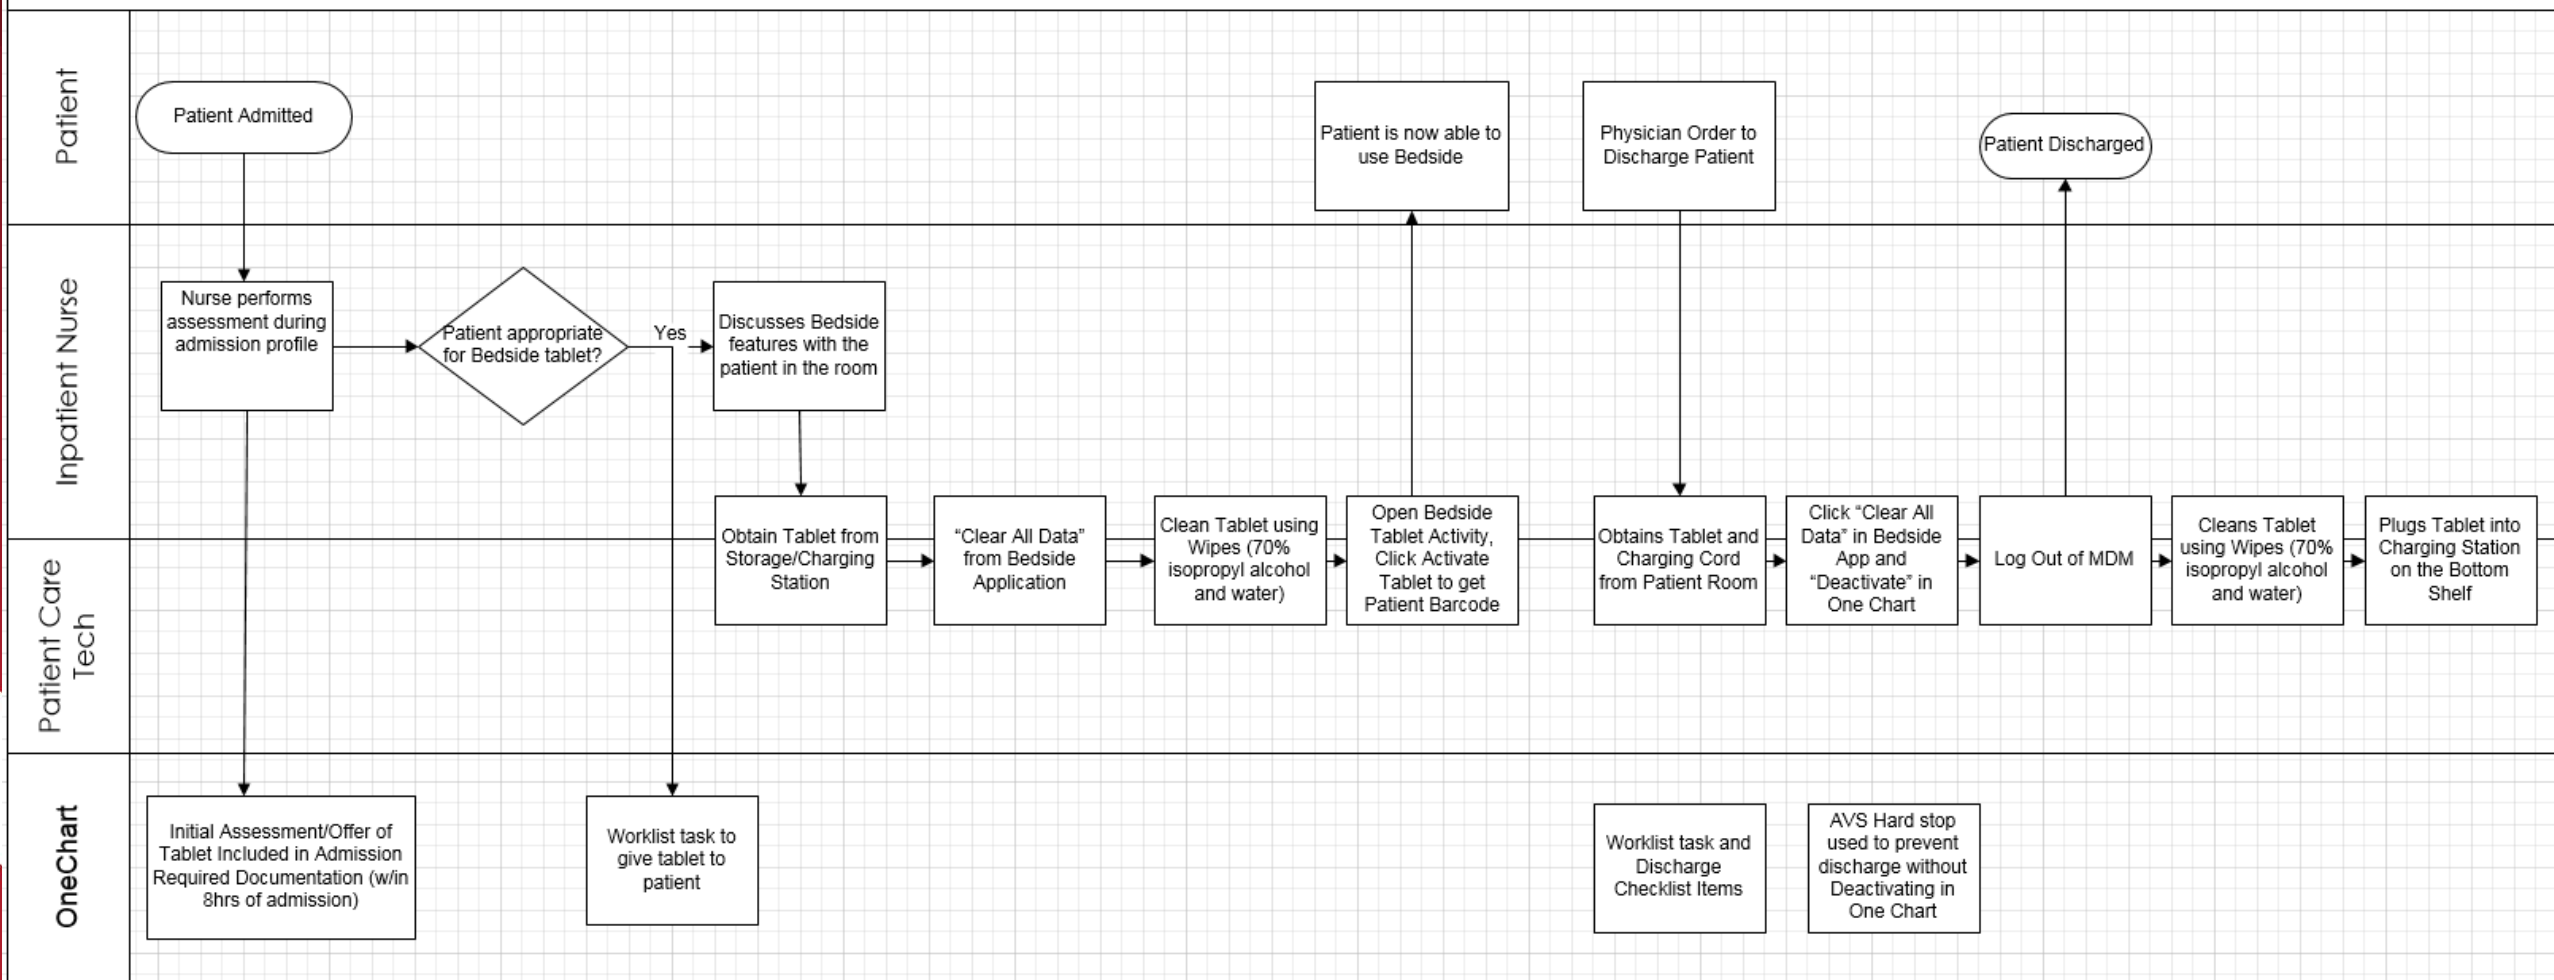 Patient
Patient Admitted
Patient is now able to
use Bedside
Physician Order to
Discharge Patient
Patient Discharged
Inpatient Nurse
Nurse performs
assessment during
admission profile
Patient appropriate
for Bedside tablet?
Yes
Discusses Bedside
features with the
patient in the room
Patient Care
Tech
Obtain Tablet from
Storage/Charging
Station
“Clear All Data”
from Bedside
Application
Clean Tablet using
Wipes (70%
isopropyl alcohol
and water)
Open Bedside
Tablet Activity,
Click Activate
Tablet to get
Patient Barcode
Obtains Tablet and
Charging Cord
from Patient Room
Click “Clear All
Data” in Bedside
App and
“Deactivate” in
One Chart
Log Out of MDM
Cleans Tablet
using Wipes (70%
isopropyl alcohol
and water)
Plugs Tablet into
Charging Station
on the Bottom
Shelf
OneChart
Initial Assessment/Offer of
Tablet Included in Admission
Required Documentation (w/in
8hrs of admission)
Worklist task to
give tablet to
patient
Worklist task and
Discharge
Checklist Items
AVS Hard stop
used to prevent
discharge without
Deactivating in
One Chart